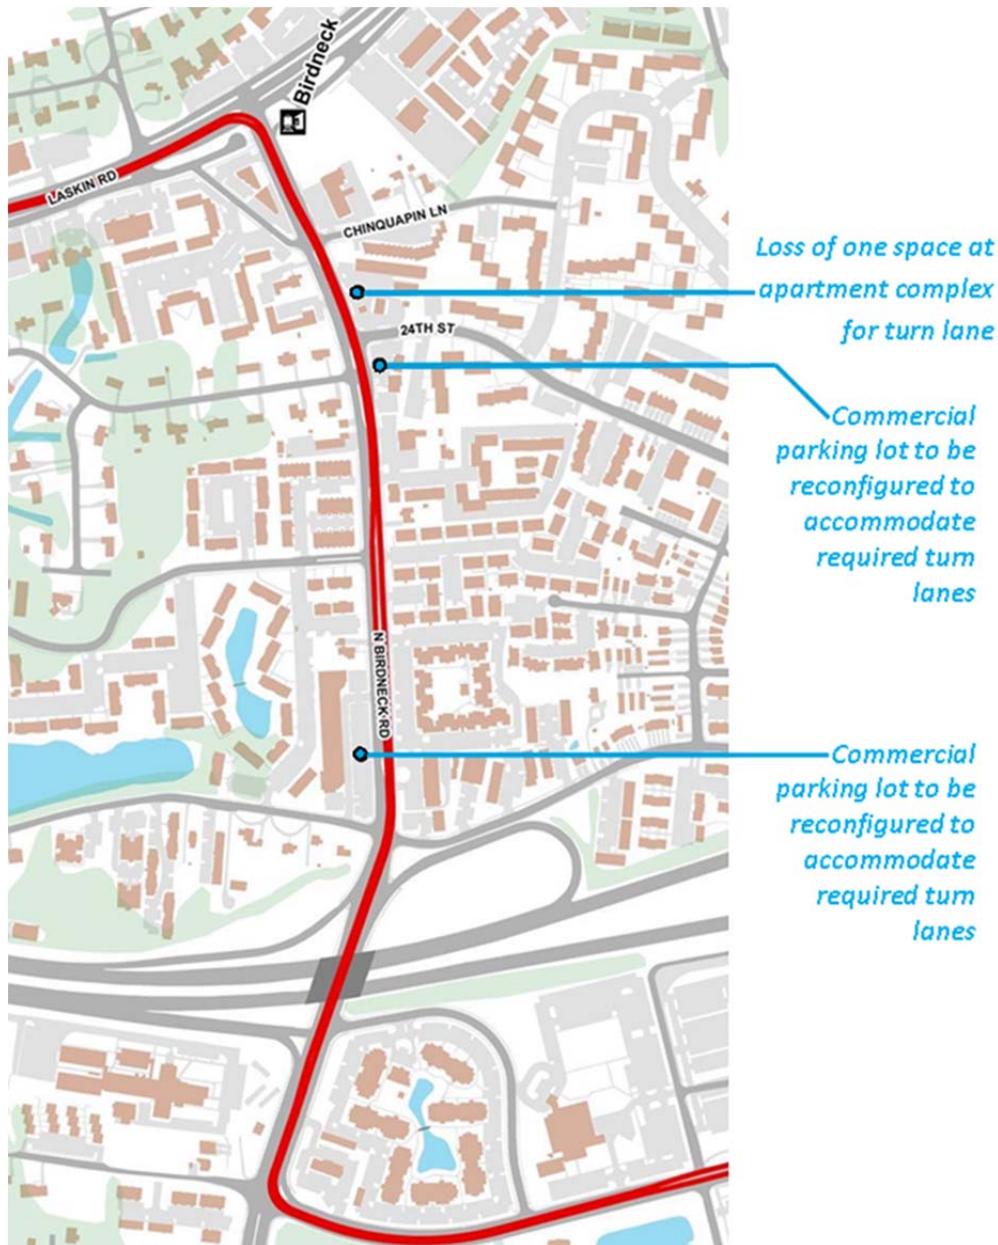 Birdneck
LASKIN RD
CHINQUAPIN LN
Loss of one space at
apartment complex
for turn lane
24TH ST
Commercial
parking lot to be
reconfigured to
accommodate
required turn
lanes
N BIRDNECK RD
Commercial
parking lot to be
reconfigured to
accommodate
required turn
lanes